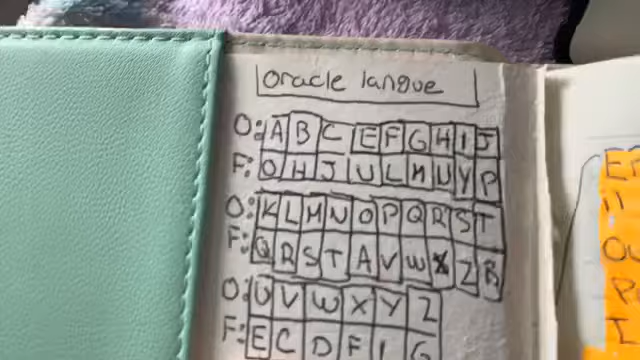 oracle langue
O: A B C E F G H I J
F: O H J U L M N Y P
O: K L M N O P Q R S T
F: Q R S T A V W X Z B
O: U V W X Y Z
F: E C D F I G